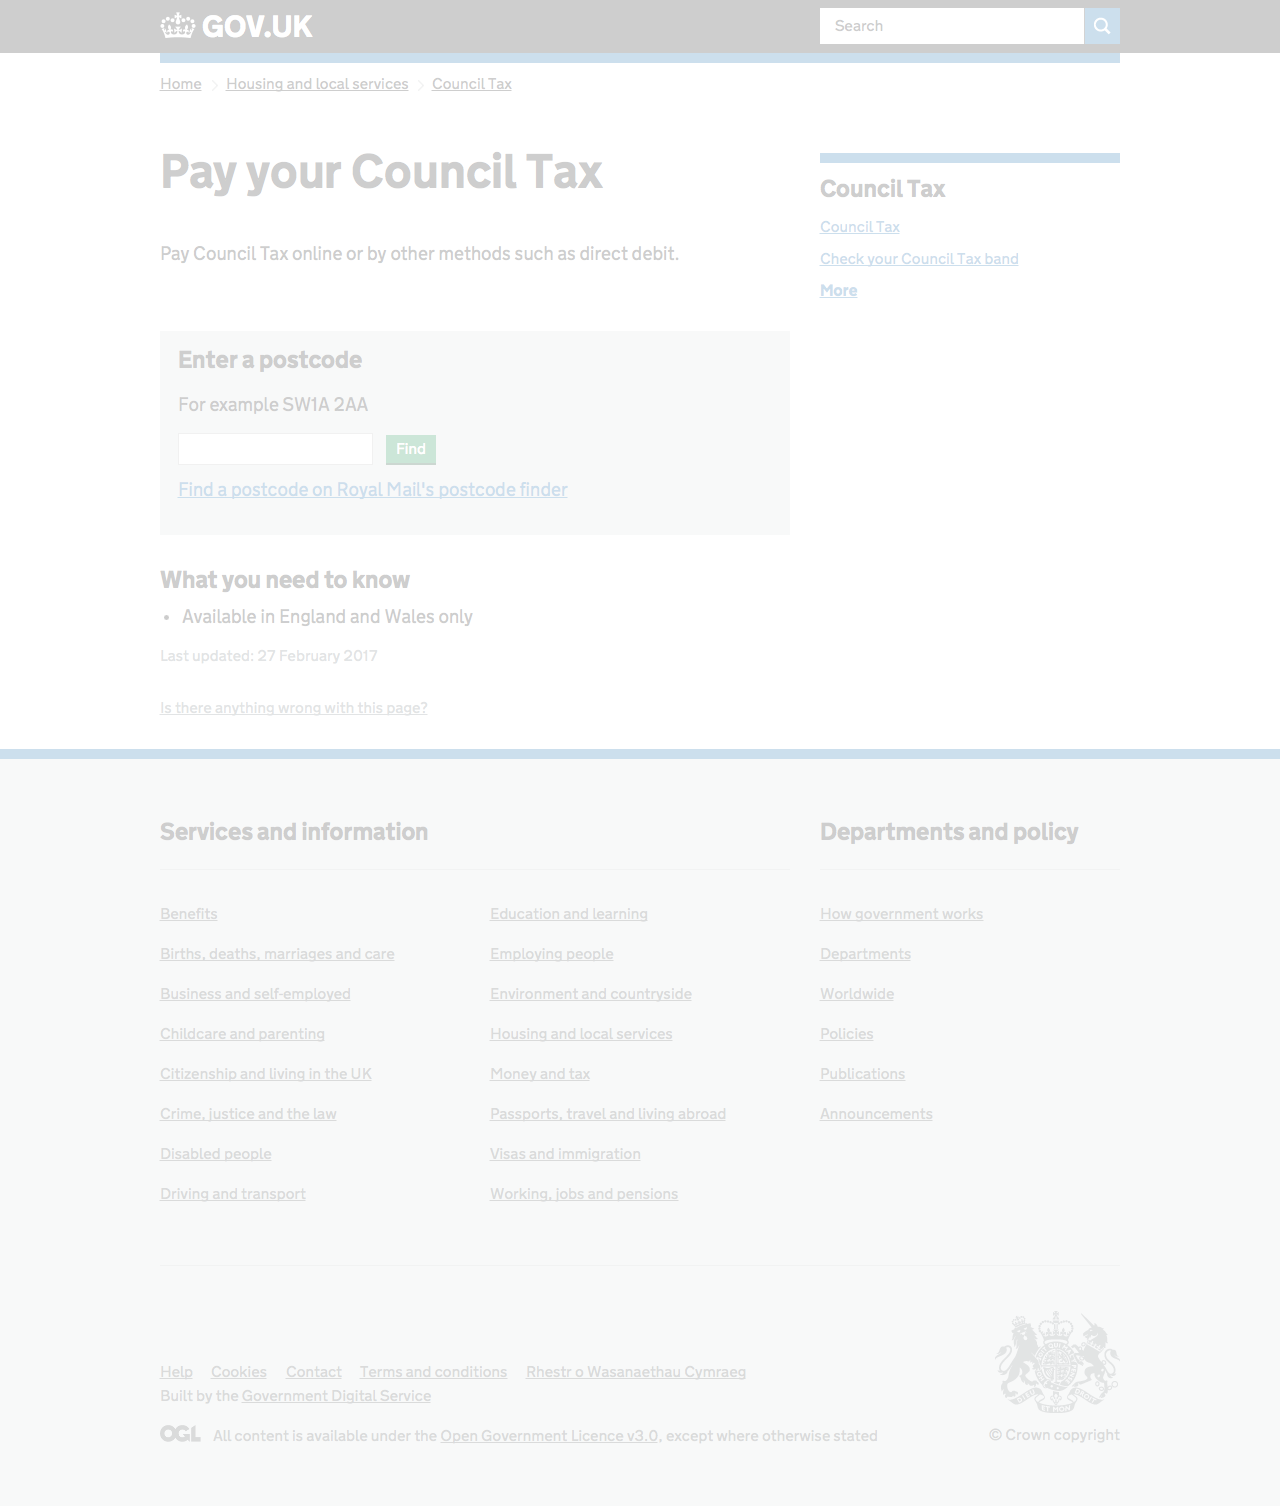 GOV.UK
Search
Home
Housing and local services
Council Tax
Pay your Council Tax
Pay Council Tax online or by other methods such as direct debit.
Enter a postcode
For example SW1A 2AA
Find
Find a postcode on Royal Mail's postcode finder
What you need to know
• Available in England and Wales only
Last updated: 27 February 2017
Is there anything wrong with this page?
Council Tax
Council Tax
Check your Council Tax band
More
Services and information
Benefits
Births, deaths, marriages and care
Business and self-employed
Childcare and parenting
Citizenship and living in the UK
Crime, justice and the law
Disabled people
Driving and transport
Education and learning
Employing people
Environment and countryside
Housing and local services
Money and tax
Passports, travel and living abroad
Visas and immigration
Working, jobs and pensions
Departments and policy
How government works
Departments
Worldwide
Policies
Publications
Announcements
Help Cookies Contact Terms and conditions Rhestr o Wasanaethau Cymraeg
Built by the Government Digital Service
OGL All content is available under the Open Government Licence v3.0, except where otherwise stated
© Crown copyright